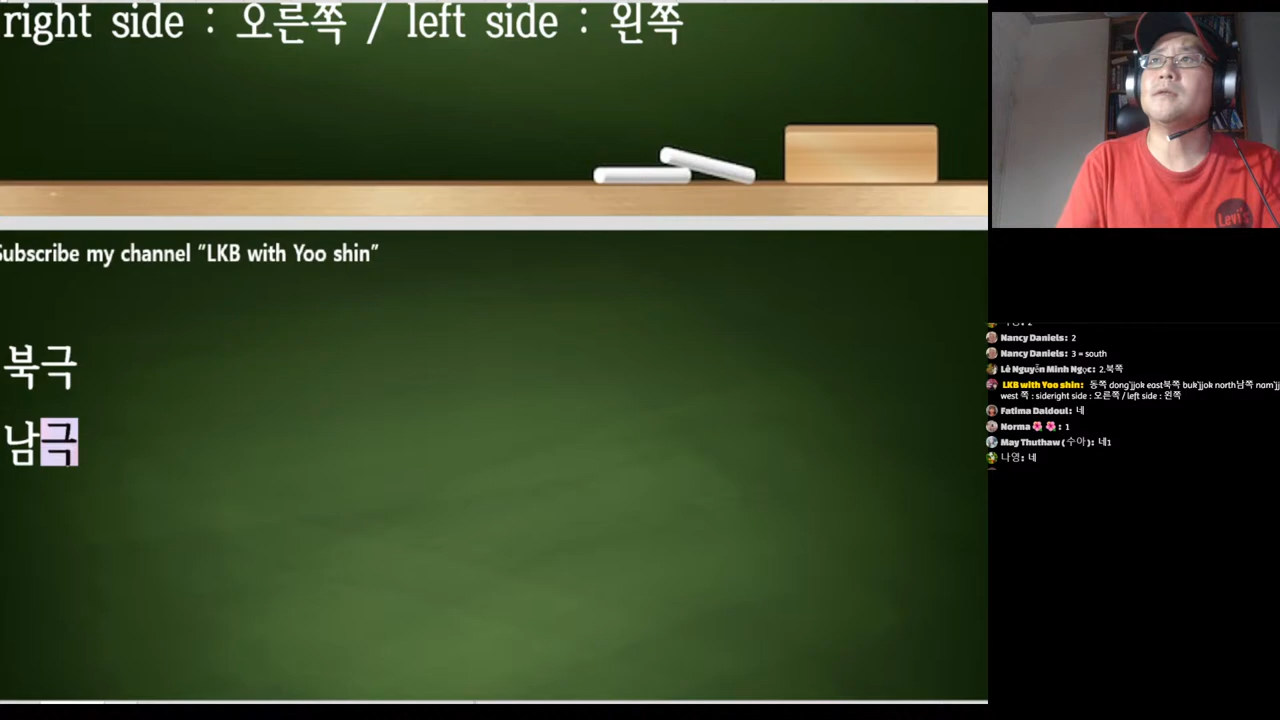 right side : 오른쪽 / left side : 왼쪽
Subscribe my channel “LKB with Yoo shin”
북극
남극
Levi's
Nancy Daniels: 2
Nancy Daniels: 3 = south
Lê Nguyễn Minh Ngọc: 2.북쪽
LKB with Yoo shin: 동쪽 dong'jjok east북쪽 buk'jjok north남쪽 nam'jj
west 쪽 : sideright side : 오른쪽 / left side : 왼쪽
Fatima Daldoul: 네
Norma 🌺 🌺: 1
May Thuthaw ( 수아 ): 네1
나영: 네